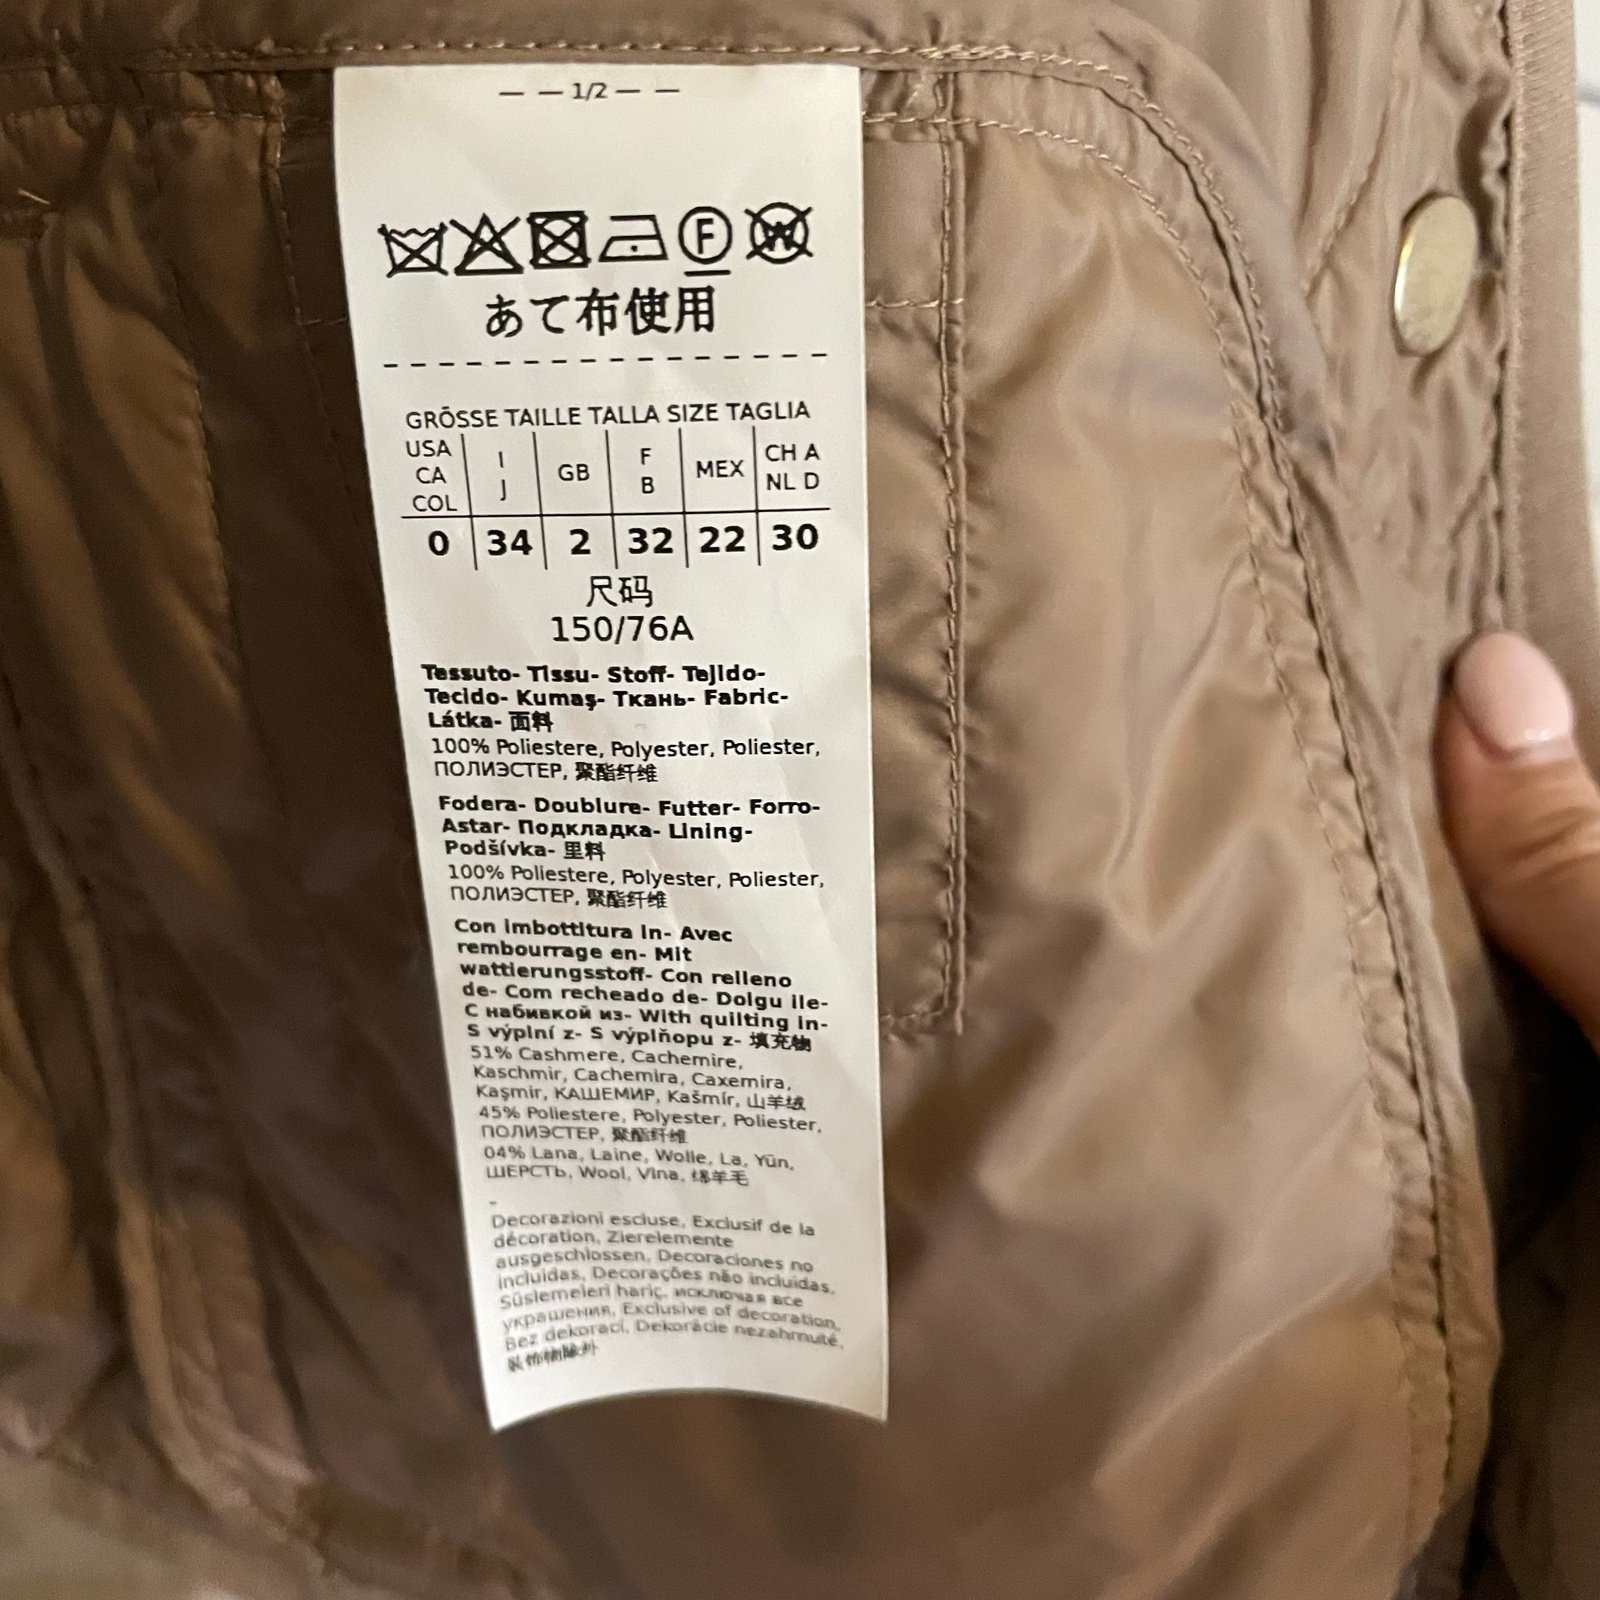 — — 1/2 — —
F W
あて布使用
GRÖSSE TAILLE TALLA SIZE TAGLIA
USA CA COL I J GB F B MEX CH A NL D
0 34 2 32 22 30
尺码
150/76A
Tessuto- Tissu- Stoff- Tejido-
Tecido- Kumaş- Ткань- Fabric-
Látka- 面料
100% Poliestere, Polyester, Poliester,
ПОЛИЭСТЕР, 聚酯纤维
Fodera- Doublure- Futter- Forro-
Astar- Подкладка- Lining-
Podšívka- 里料
100% Poliestere, Polyester, Poliester,
ПОЛИЭСТЕР, 聚酯纤维
Con imbottitura in- Avec
rembourrage en- Mit
wattierungsstoff- Con relleno
de- Com recheado de- Dolgu ile-
С набивкой из- With quilting in-
S výplní z- S výplňopu z- 填充物
51% Cashmere, Cachemire,
Kaschmir, Cachemira, Caxemira,
Kaşmir, КАШЕМИР, Kašmír, 山羊绒
45% Poliestere, Polyester, Poliester,
ПОЛИЭСТЕР, 聚酯纤维
04% Lana, Laine, Wolle, La, Yün,
ШЕРСТЬ, Wool, Vlna, 绵羊毛
-
Decorazioni escluse, Exclusif de la
décoration, Zierelemente
ausgeschlossen, Decoraciones no
incluidas, Decorações não incluidas,
Süslemeleri hariç, исключая все
украшения, Exclusive of decoration,
Bez dekorací, Dekorácie nezahrnuté,
装饰物除外